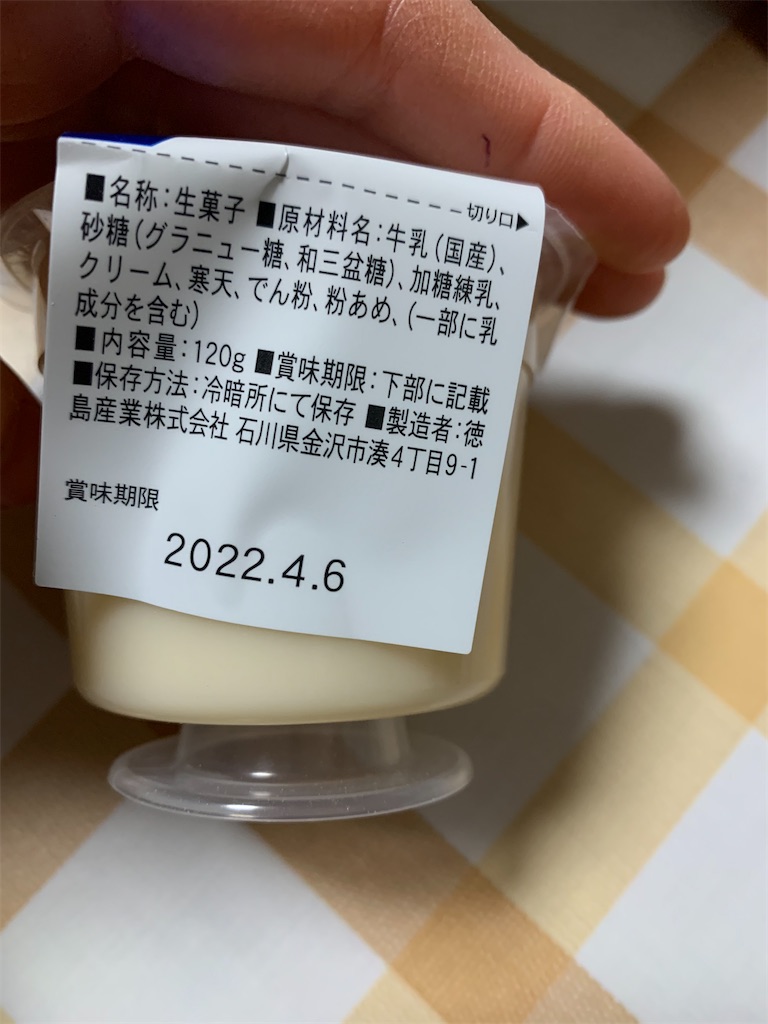 切り口▶
■名称:生菓子 ■原材料名:牛乳(国産)、
砂糖(グラニュー糖、和三盆糖)、加糖練乳、
クリーム、寒天、でん粉、粉あめ、(一部に乳
成分を含む)
■内容量:120g ■賞味期限:下部に記載
■保存方法:冷暗所にて保存 ■製造者:徳
島産業株式会社 石川県金沢市湊4丁目9-1
賞味期限
2022.4.6